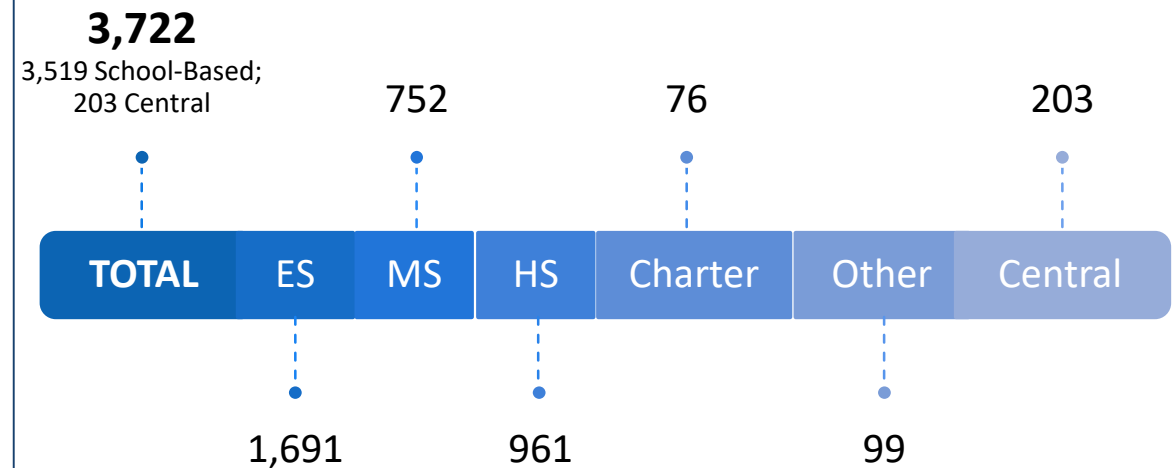 3,722
3,519 School-Based;
203 Central
752
76
203
TOTAL
ES
MS
HS
Charter
Other
Central
1,691
961
99